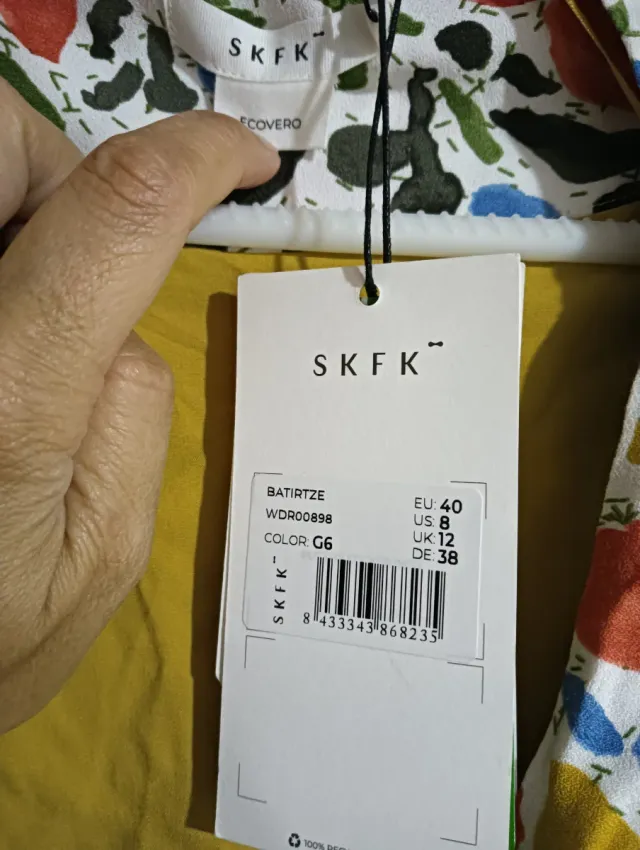 SKFK
ECOVERO
SKFK
BATIRTZE
WDR00898
COLOR: G6
EU: 40
US: 8
UK: 12
DE: 38
SKFK
8 433343 868235
100%